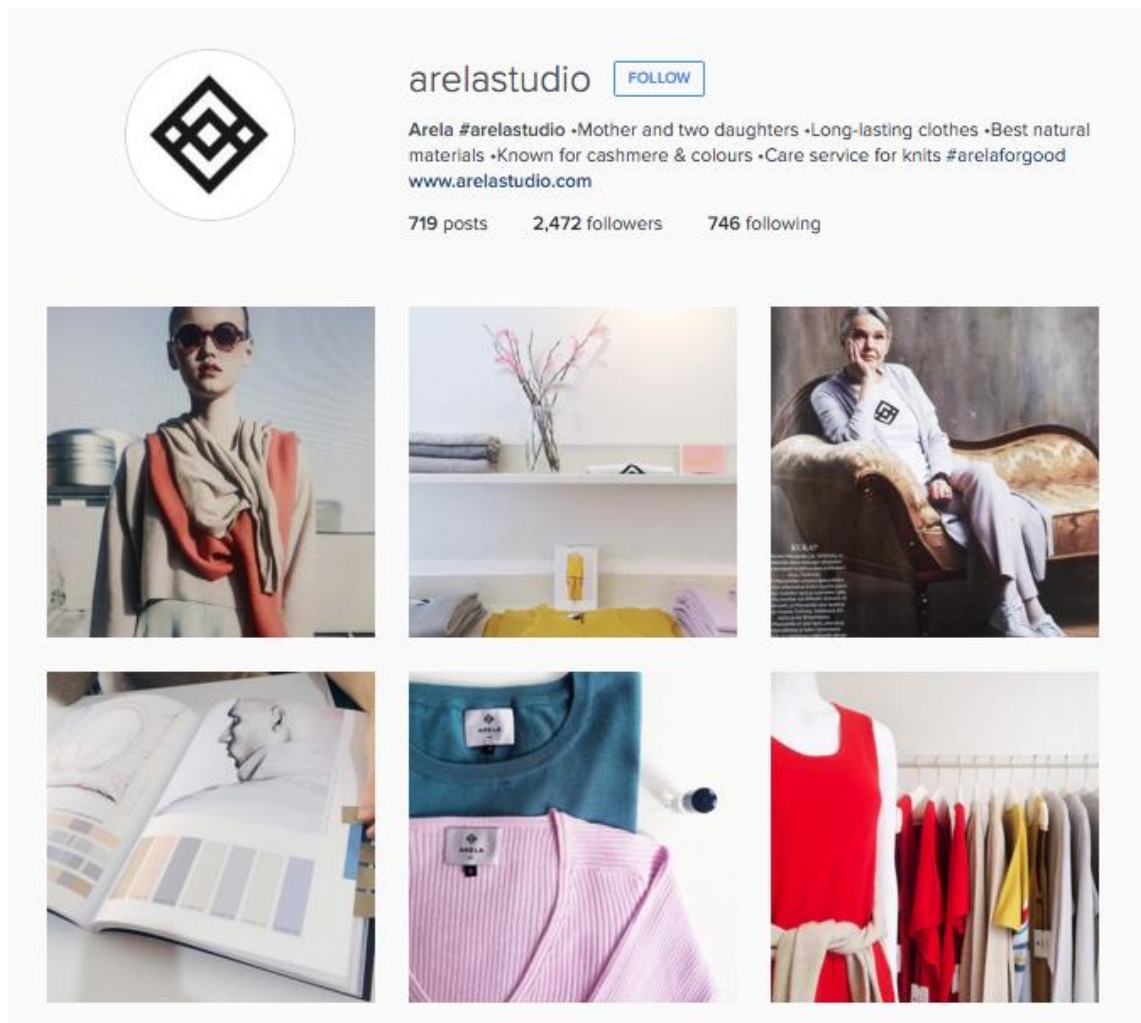 arelastudio FOLLOW
Arela #arelastudio •Mother and two daughters •Long-lasting clothes •Best natural
materials •Known for cashmere & colours •Care service for knits #arelaforgood
www.arelastudio.com
719 posts 2,472 followers 746 following
KUKA?
ARELA
ARELA